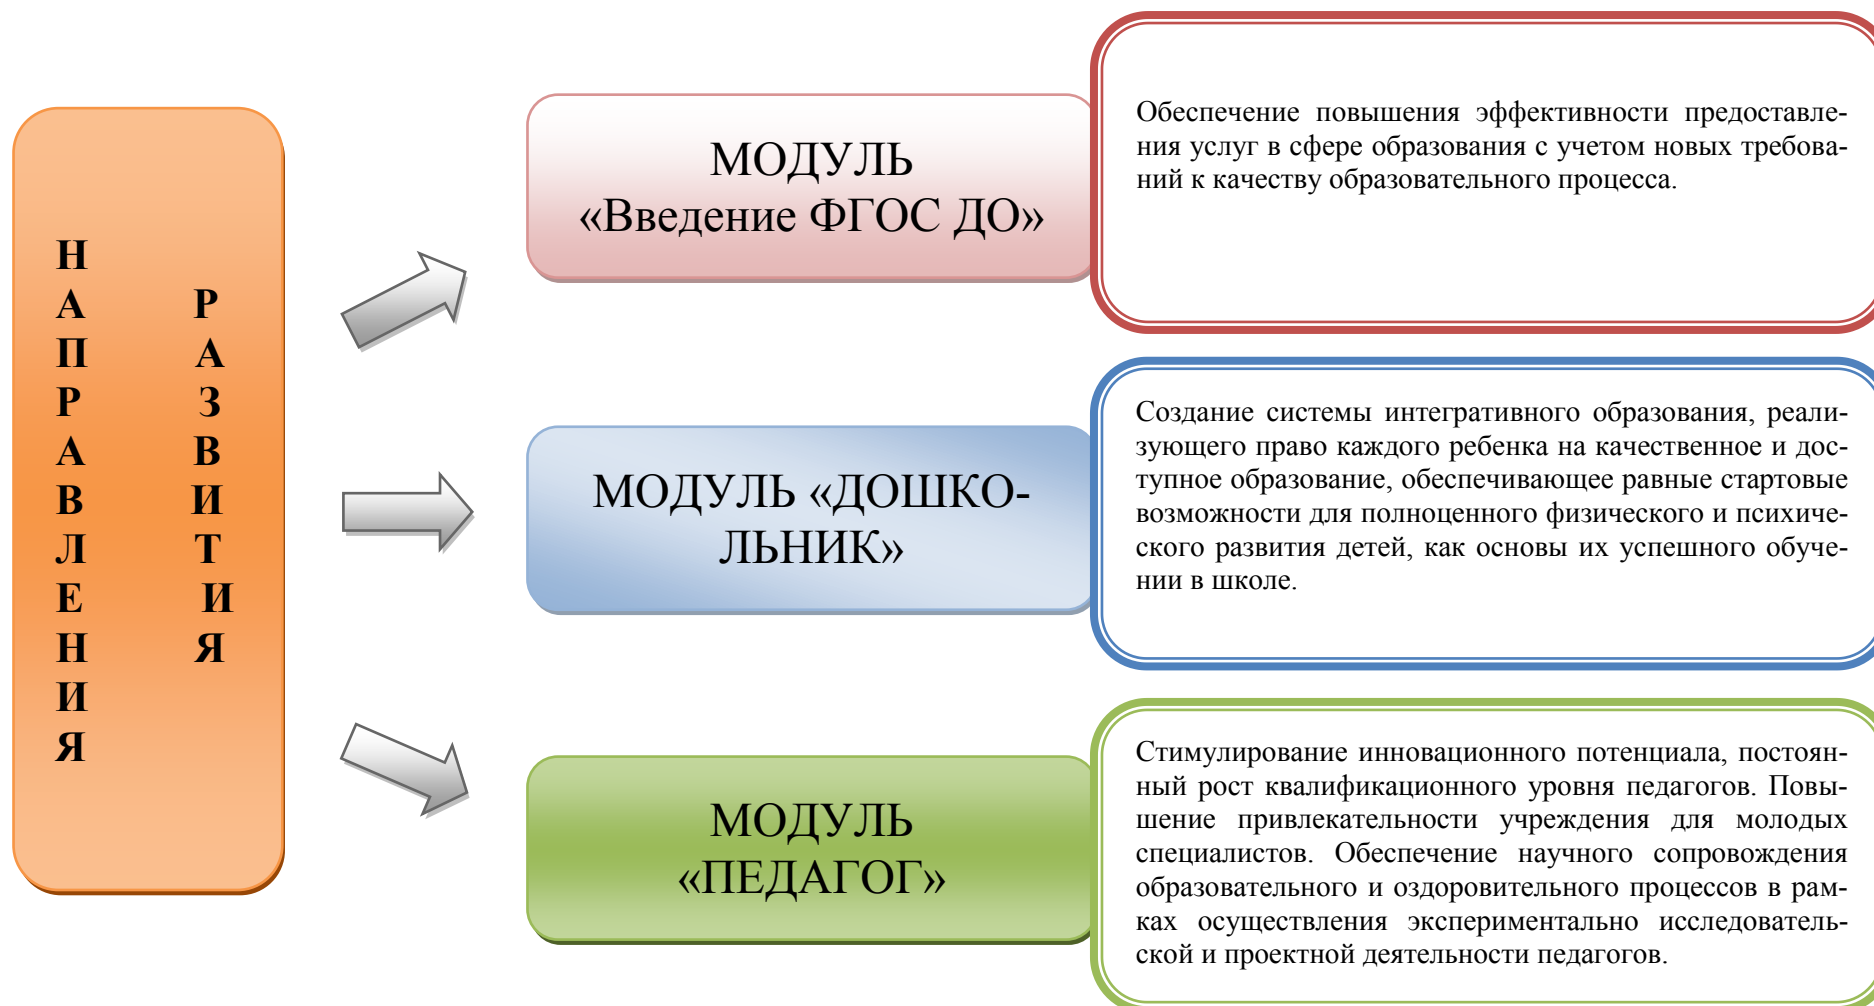 НАПРАВЛЕНИЯ
РАЗВИТИЯ
МОДУЛЬ
«Введение ФГОС ДО»
Обеспечение повышения эффективности предоставле-
ния услуг в сфере образования с учетом новых требова-
ний к качеству образовательного процесса.
МОДУЛЬ «ДОШКО-
ЛЬНИК»
Создание системы интегративного образования, реали-
зующего право каждого ребенка на качественное и дос-
тупное образование, обеспечивающее равные стартовые
возможности для полноценного физического и психиче-
ского развития детей, как основы их успешного обуче-
нии в школе.
МОДУЛЬ
«ПЕДАГОГ»
Стимулирование инновационного потенциала, постоян-
ный рост квалификационного уровня педагогов. Повы-
шение привлекательности учреждения для молодых
специалистов. Обеспечение научного сопровождения
образовательного и оздоровительного процессов в рам-
ках осуществления экспериментально исследователь-
ской и проектной деятельности педагогов.